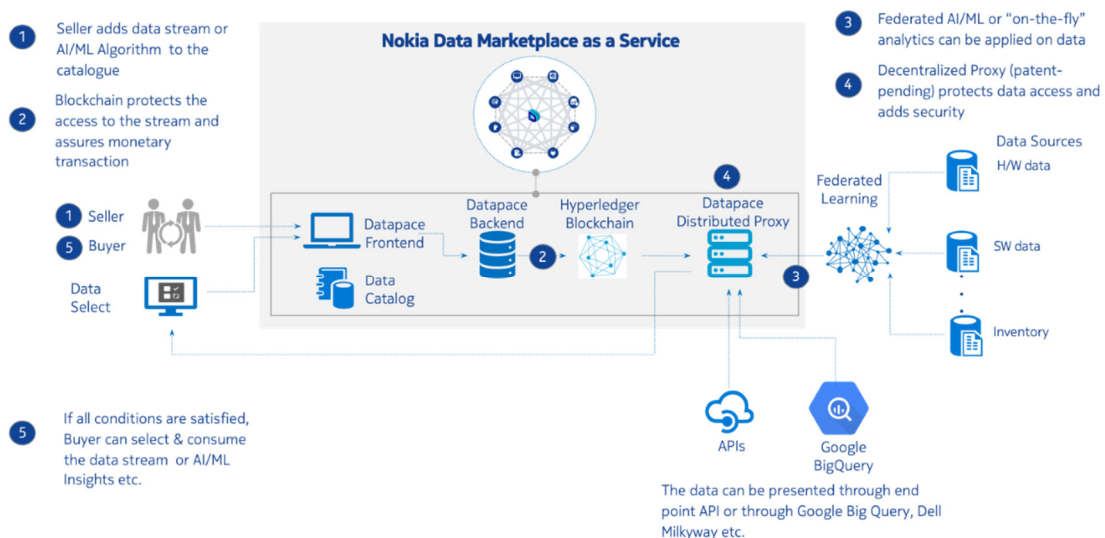 1
Seller adds data stream or
AI/ML Algorithm to the
catalogue
2
Blockchain protects the
access to the stream and
assures monetary
transaction
Nokia Data Marketplace as a Service
3
Federated AI/ML or “on-the-fly”
analytics can be applied on data
4
Decentralized Proxy (patent-
pending) protects data access and
adds security
1
Seller
5
Buyer
Data
Select
Datapace
Frontend
Data
Catalog
Datapace
Backend
2
Hyperledger
Blockchain
4
Datapace
Distributed Proxy
3
Federated
Learning
Data Sources
H/W data
SW data
Inventory
APIs
Google
BigQuery
The data can be presented through end
point API or through Google Big Query, Dell
Milkyway etc.
5
If all conditions are satisfied,
Buyer can select & consume
the data stream or AI/ML
Insights etc.